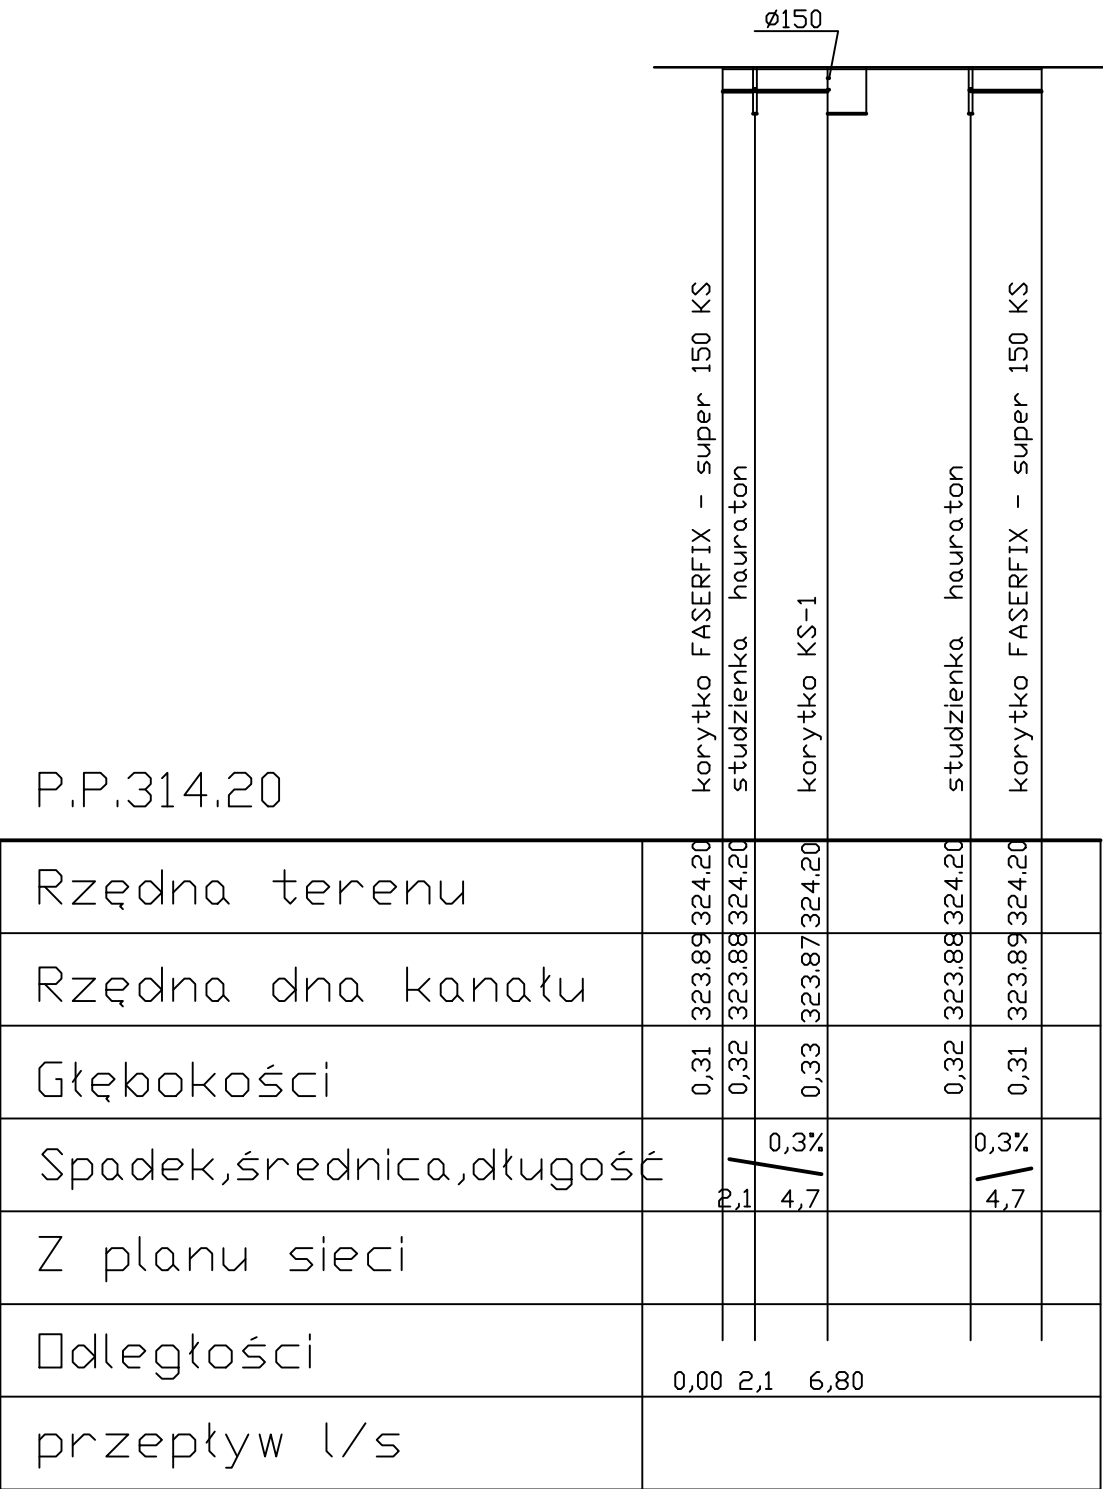 Ø150
korytko FASERFIX - super 150 KS
studzienka hauraton
korytko KS-1
studzienka hauraton
korytko FASERFIX - super 150 KS
P.P.314.20
Rzędna terenu 324.20 324.20 324.20 324.20 324.20
Rzędna dna kanału 323.89 323.88 323.87 323.88 323.89
Głębokości 0,31 0,32 0,33 0,32 0,31
Spadek,średnica,długość 0,3% 0,3%
2,1 4,7 4,7
Z planu sieci
Odległości
0,00 2,1 6,80
przepływ l/s